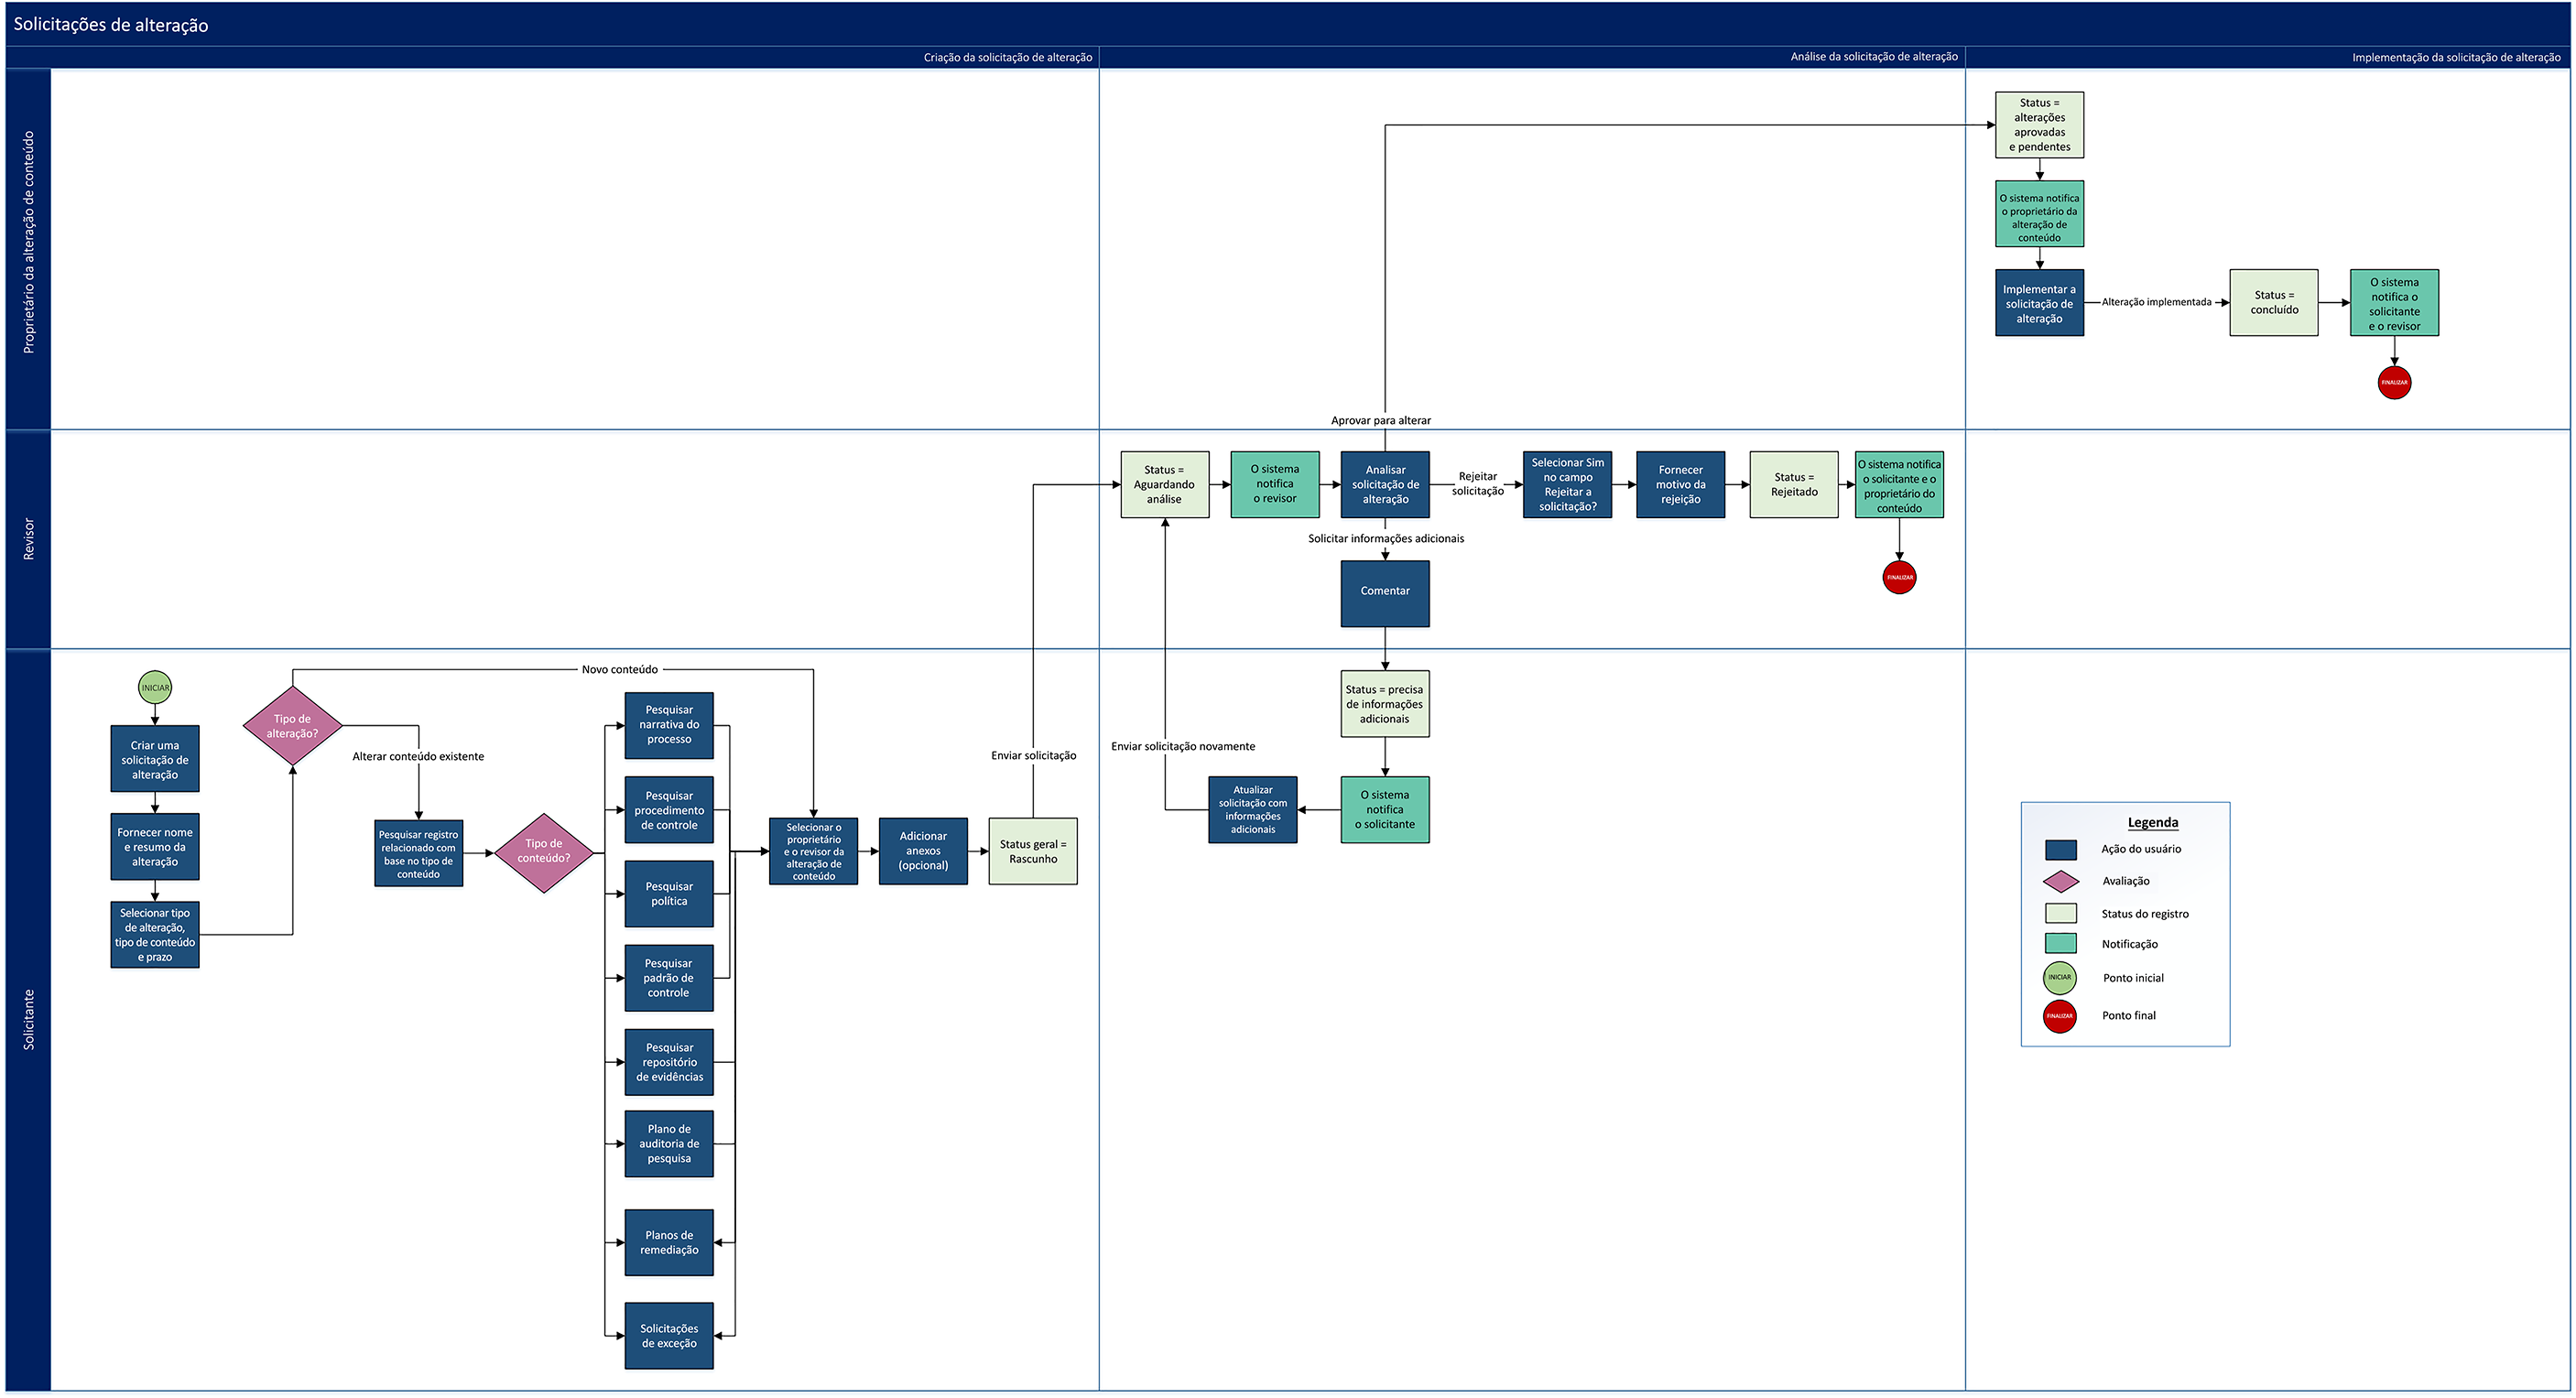 Solicitações de alteração
Criação da solicitação de alteração
Análise da solicitação de alteração
Implementação da solicitação de alteração
Proprietário da alteração de conteúdo
Status =
alterações
aprovadas
e pendentes
O sistema notifica
o proprietário da
alteração de
conteúdo
Implementar a
solicitação de
alteração
Alteração implementada
Status =
concluído
O sistema
notifica o
solicitante
e o revisor
FINALIZAR
Aprovar para alterar
Revisor
Status =
Aguardando
análise
O sistema
notifica
o revisor
Analisar
solicitação de
alteração
Rejeitar
solicitação
Selecionar Sim
no campo
Rejeitar a
solicitação?
Fornecer
motivo da
rejeição
Status =
Rejeitado
O sistema notifica
o solicitante e o
proprietário do
conteúdo
FINALIZAR
Solicitar informações adicionais
Comentar
Solicitante
INICIAR
Criar uma
solicitação de
alteração
Fornecer nome
e resumo da
alteração
Selecionar tipo
de alteração,
tipo de conteúdo
e prazo
Tipo de
alteração?
Novo conteúdo
Alterar conteúdo existente
Pesquisar registro
relacionado com
base no tipo de
conteúdo
Tipo de
conteúdo?
Pesquisar
narrativa do
processo
Pesquisar
procedimento
de controle
Pesquisar
política
Pesquisar
padrão de
controle
Pesquisar
repositório
de evidências
Plano de
auditoria de
pesquisa
Planos de
remediação
Solicitações
de exceção
Selecionar o
proprietário
e o revisor da
alteração de
conteúdo
Adicionar
anexos
(opcional)
Status geral =
Rascunho
Enviar solicitação
Status = precisa
de informações
adicionais
O sistema
notifica
o solicitante
Atualizar
solicitação com
informações
adicionais
Enviar solicitação novamente
Legenda
Ação do usuário
Avaliação
Status do registro
Notificação
INICIAR
Ponto inicial
FINALIZAR
Ponto final